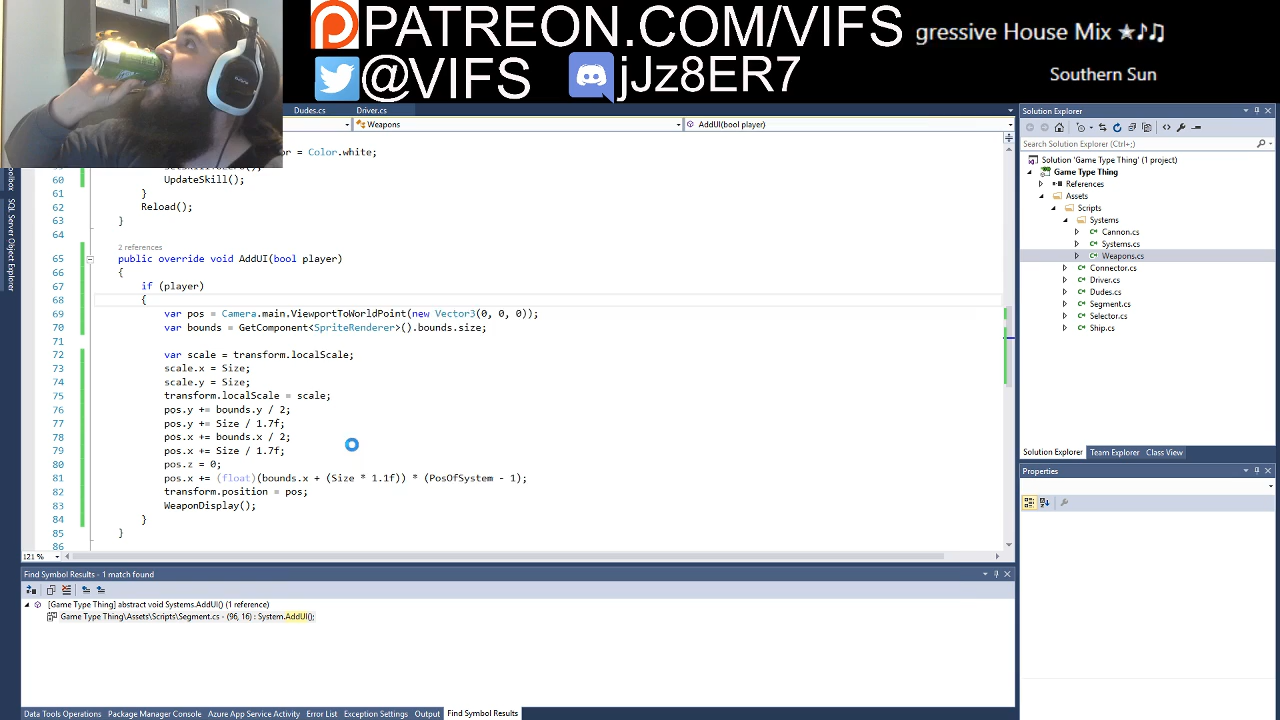 PATREON.COM/VIFS
@VIFS
jJz8ER7
gressive House Mix ★♪♫
Southern Sun
Dudes.cs
Driver.cs
Weapons
AddUI(bool player)
= Color.white;
60 UpdateSkill();
61 }
62 Reload();
63 }
64
2 references
65 public override void AddUI(bool player)
66 {
67 if (player)
68 {
69 var pos = Camera.main.ViewportToWorldPoint(new Vector3(0, 0, 0));
70 var bounds = GetComponent<SpriteRenderer>().bounds.size;
71
72 var scale = transform.localScale;
73 scale.x = Size;
74 scale.y = Size;
75 transform.localScale = scale;
76 pos.y += bounds.y / 2;
77 pos.y += Size / 1.7f;
78 pos.x += bounds.x / 2;
79 pos.x += Size / 1.7f;
80 pos.z = 0;
81 pos.x += (float)(bounds.x + (Size * 1.1f)) * (PosOfSystem - 1);
82 transform.position = pos;
83 WeaponDisplay();
84 }
85 }
86
121 %
Toolbox
SQL Server Object Explorer
Find Symbol Results - 1 match found
[Game Type Thing] abstract void Systems.AddUI() (1 reference)
Game Type Thing\Assets\Scripts\Segment.cs - (96, 16) : System.AddUI();
Data Tools Operations
Package Manager Console
Azure App Service Activity
Error List
Exception Settings
Output
Find Symbol Results
Solution Explorer
Search Solution Explorer (Ctrl+;)
Solution 'Game Type Thing' (1 project)
Game Type Thing
References
Assets
Scripts
Systems
Cannon.cs
Systems.cs
Weapons.cs
Connector.cs
Driver.cs
Dudes.cs
Segment.cs
Selector.cs
Ship.cs
Solution Explorer
Team Explorer
Class View
Properties